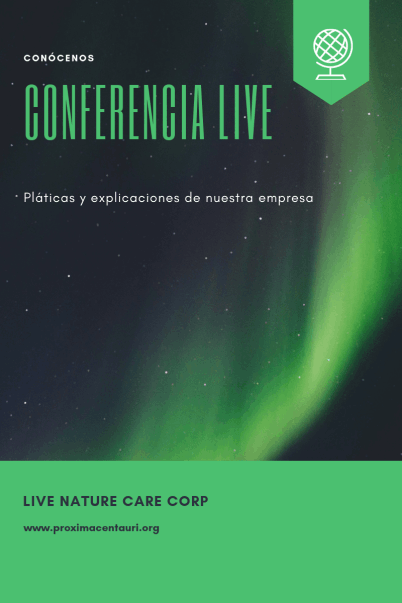 CONÓCENOS
CONFERENCIA LIVE
Pláticas y explicaciones de nuestra empresa
LIVE NATURE CARE CORP
www.proximacentauri.org